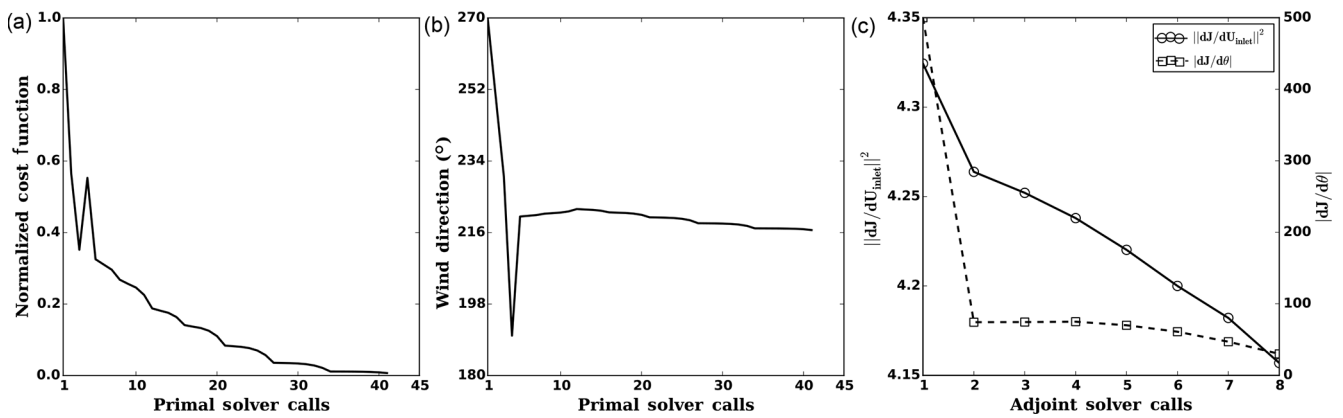 (a)
1.0
0.8
0.6
0.4
0.2
0.0
Normalized cost function
1 10 20 30 40 45
Primal solver calls
(b)
270
252
234
216
198
180
Wind direction (°)
1 10 20 30 40 45
Primal solver calls
(c)
4.35
4.3
4.25
4.2
4.15
||dJ/dU_inlet||²
||dJ/dU_inlet||²
|dJ/dθ|
500
400
300
200
100
0
|dJ/dθ|
1 2 3 4 5 6 7 8
Adjoint solver calls